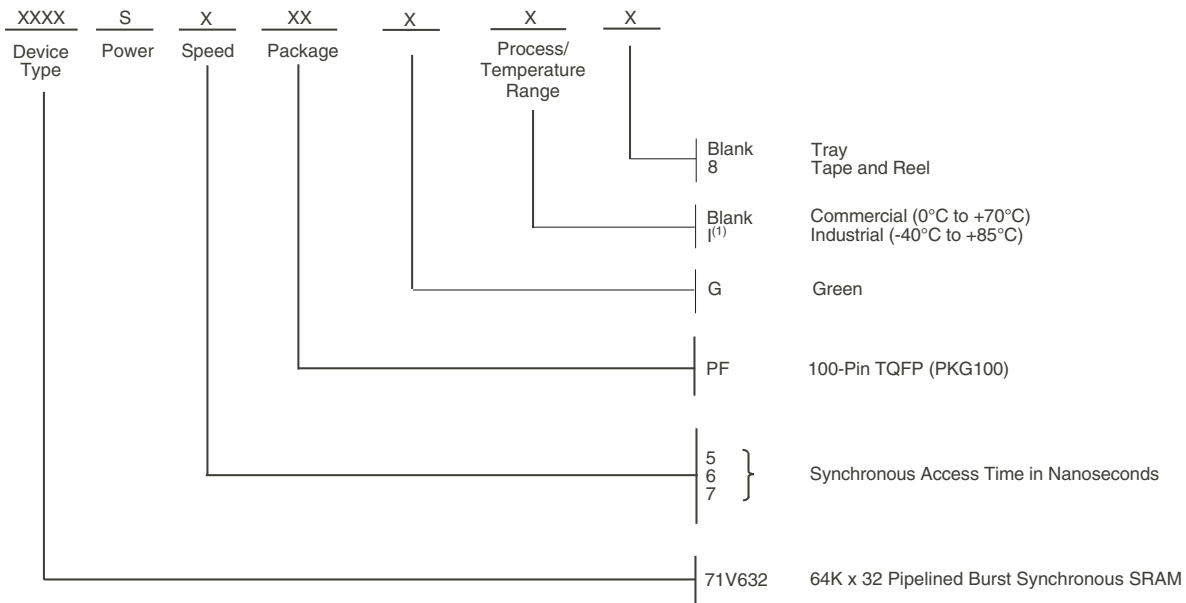 XXXX S X XX X X X
Device Type Power Speed Package Process/ Temperature Range
Blank Tray
8 Tape and Reel
Blank Commercial (0°C to +70°C)
I(1) Industrial (-40°C to +85°C)
G Green
PF 100-Pin TQFP (PKG100)
5
6 } Synchronous Access Time in Nanoseconds
7
71V632 64K x 32 Pipelined Burst Synchronous SRAM